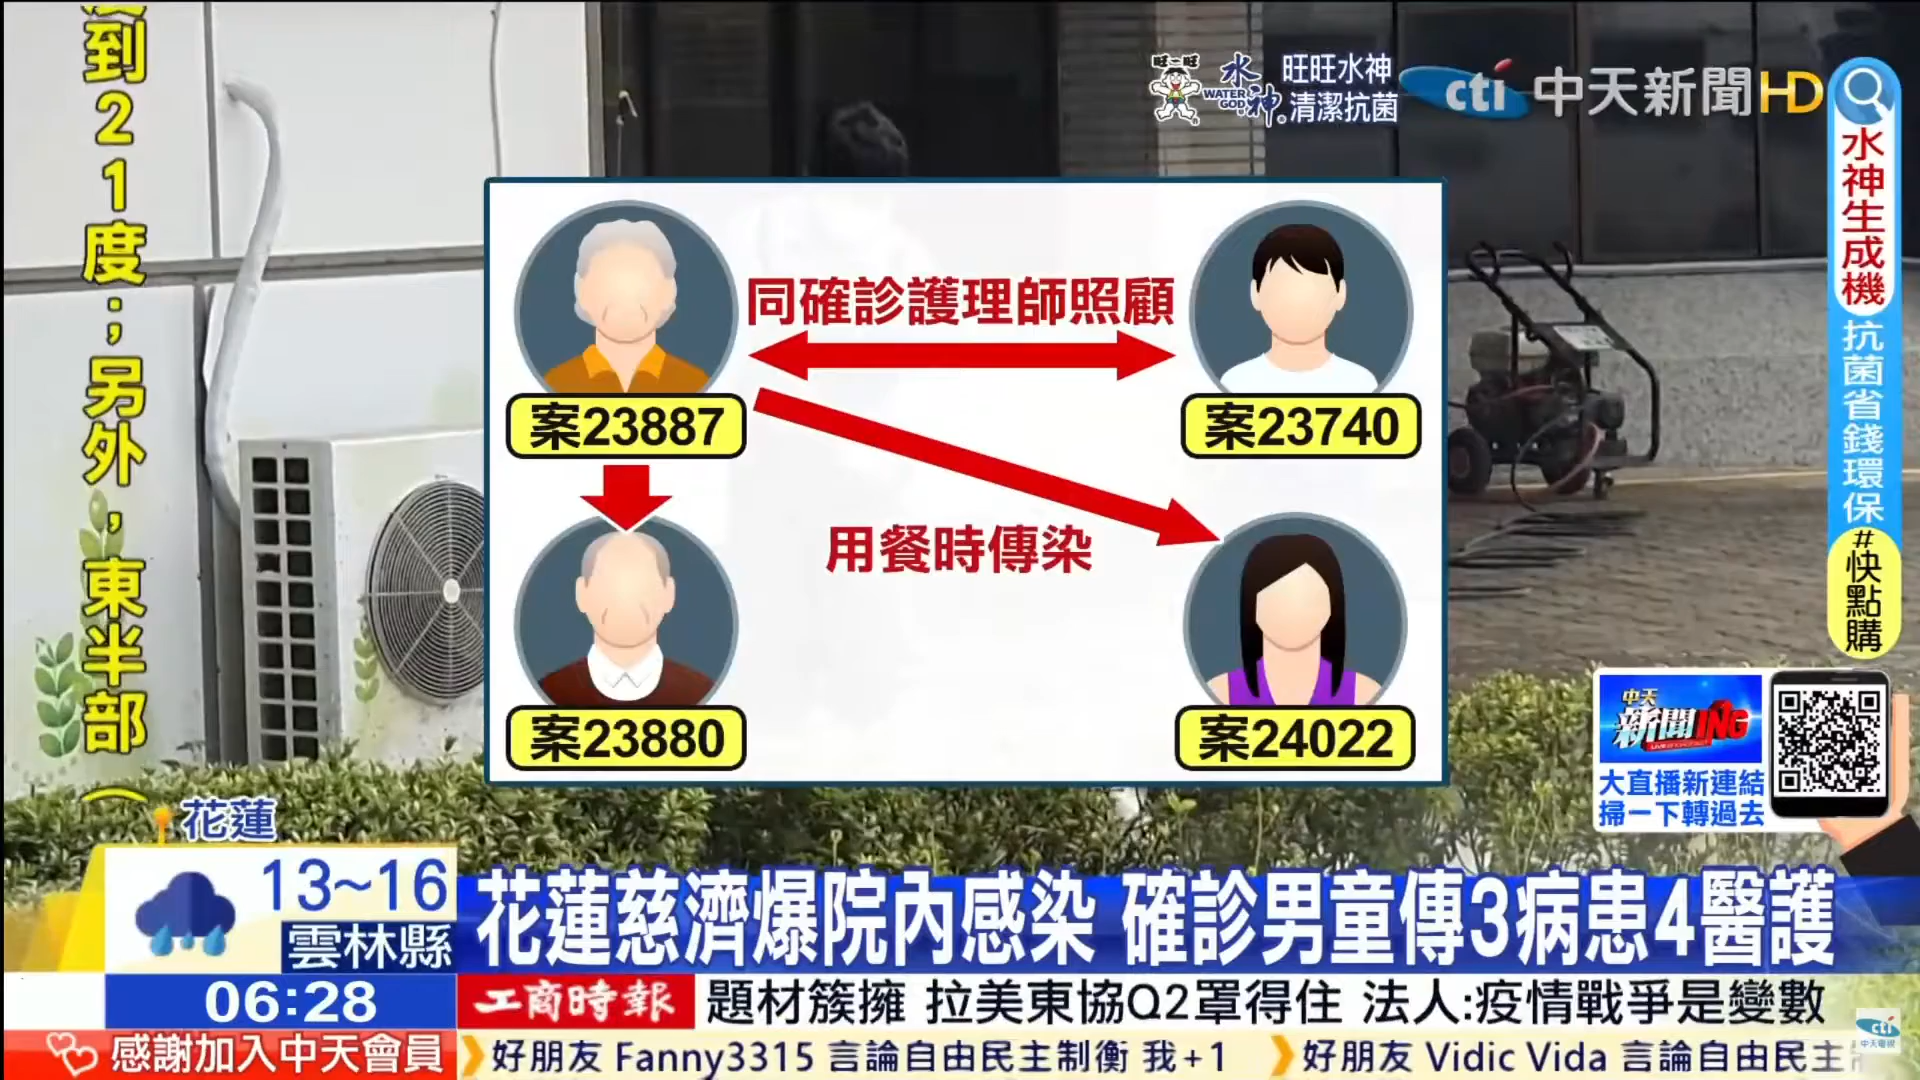 到21度；另外，東半部（
旺旺
水神
WATER GOD
旺旺水神
清潔抗菌
cti 中天新聞HD
水神生成機
抗菌省錢環保
#快點購
同確診護理師照顧
案23887
案23740
用餐時傳染
案23880
案24022
中天
新聞ING
大直播新連結
掃一下轉過去
花蓮
13~16
雲林縣
花蓮慈濟爆院內感染 確診男童傳3病患4醫護
06:28
工商時報 題材簇擁 拉美東協Q2罩得住 法人:疫情戰爭是變數
感謝加入中天會員 好朋友 Fanny3315 言論自由民主制衡 我+1 好朋友 Vidic Vida 言論自由民主
cti
中天電視